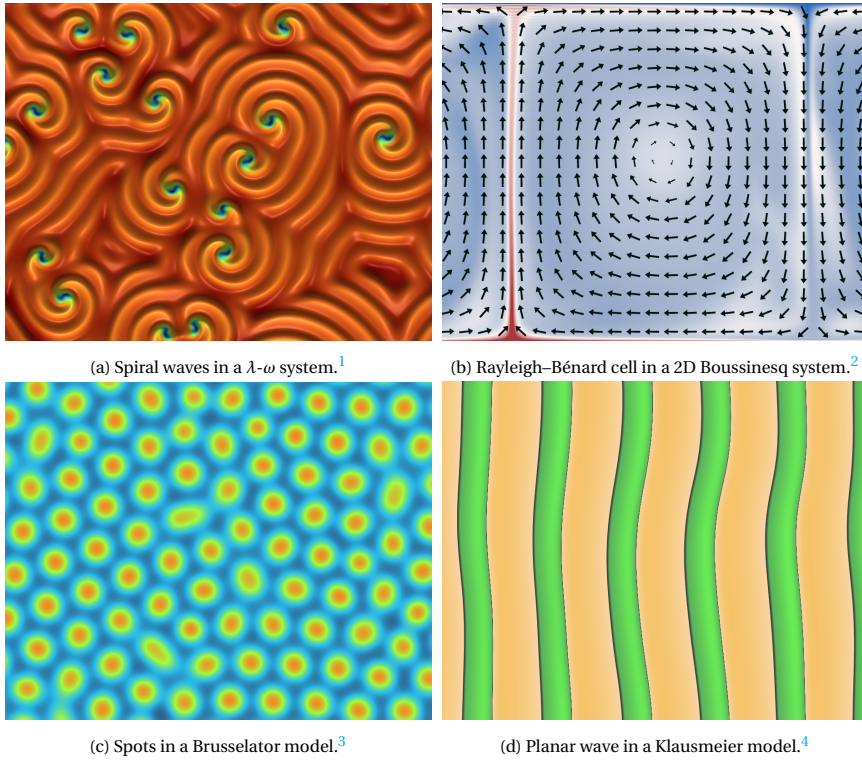 (a) Spiral waves in a λ-ω system.¹
(b) Rayleigh–Bénard cell in a 2D Boussinesq system.²
(c) Spots in a Brusselator model.³
(d) Planar wave in a Klausmeier model.⁴